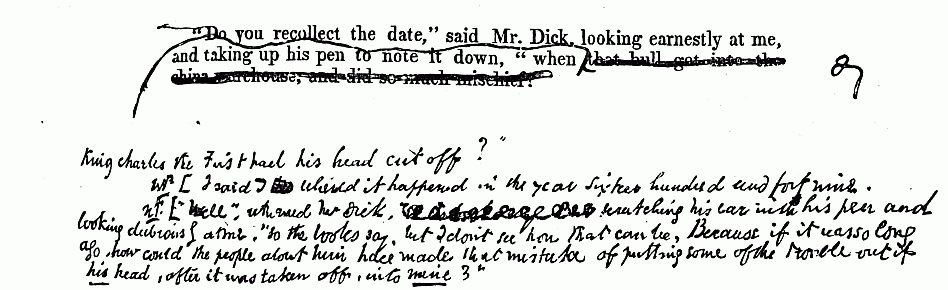 "Do you recollect the date," said Mr. Dick, looking earnestly at me,
and taking up his pen to note it down, "when that bull got into the
china warehouse, and did so much mischief?"
King Charles the First had his head cut off?"
I said I believed it happened in the year sixteen hundred and forty nine.
"Well", returned Mr Dick, scratching his ear with his pen and
looking dubiously at me. "So the books say, but I don't see how that can be. Because if it was so long
ago, how could the people about him have made that mistake of putting some of the trouble out of
his head, after it was taken off, into mine?"